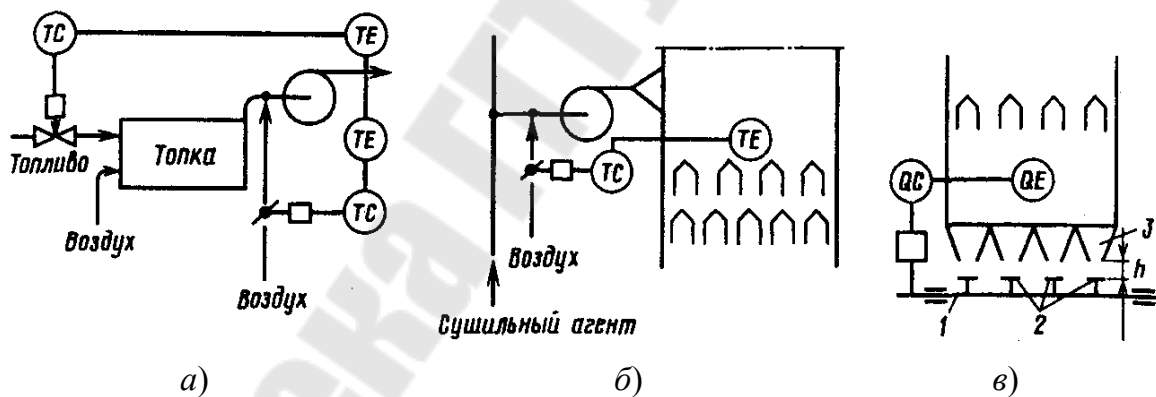 TC
TE
TE
TC
Топливо
Топка
Воздух
Воздух
а)
TE
TC
Воздух
Сушильный агент
б)
QC
QE
3
h
1
2
в)